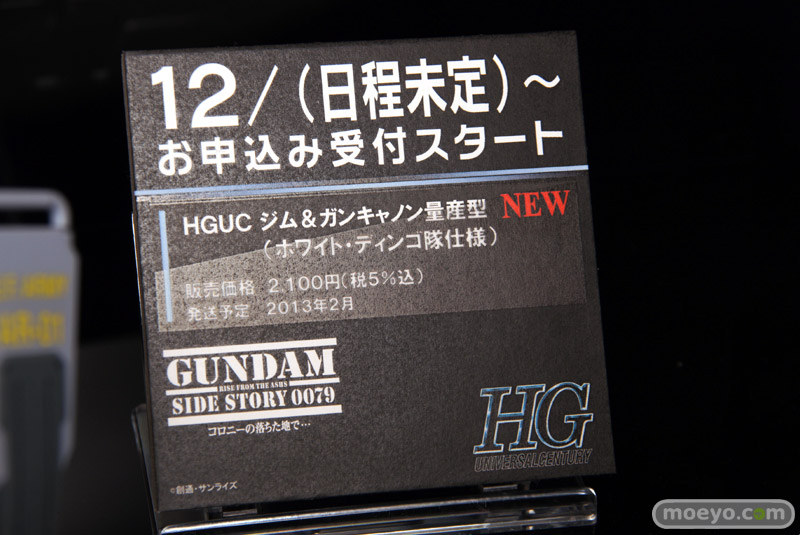 12/(日程未定)～
お申込み受付スタート
HGUC ジム＆ガンキャノン量産型 NEW
(ホワイト・ディンゴ隊仕様)
販売価格 2,100円(税5%込)
発送予定 2013年2月
GUNDAM
RISE FROM THE ASHS
SIDE STORY 0079
コロニーの落ちた地で…
HG
UNIVERSAL CENTURY
©創通・サンライズ
moeyo.com